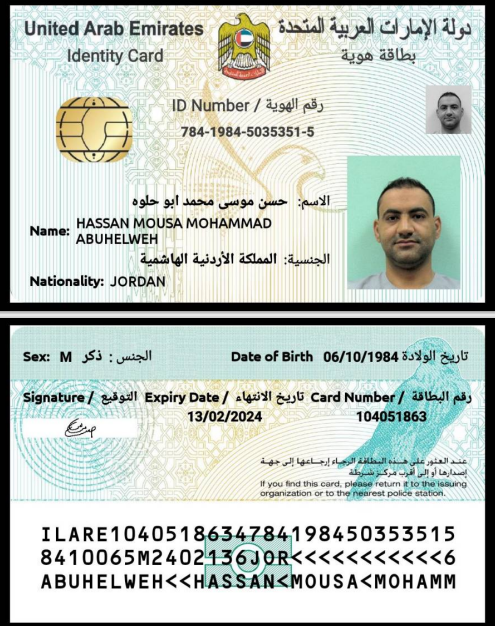 United Arab Emirates
دولة الإمارات العربية المتحدة
Identity Card
بطاقة هوية
ID Number / رقم الهوية
784-1984-5035351-5
الاسم: حسن موسى محمد ابو حلوه
Name: HASSAN MOUSA MOHAMMAD
ABUHELWEH
الجنسية: المملكة الأردنية الهاشمية
Nationality: JORDAN
Sex: M ذكر :الجنس
Date of Birth 06/10/1984 تاريخ الولادة
Signature / التوقيع
Expiry Date / تاريخ الانتهاء
Card Number / رقم البطاقة
13/02/2024
104051863
عند العثور على هذه البطاقة الرجاء إرجاعها إلى جهة
إصدارها أو إلى أقرب مركز شرطة
If you find this card, please return it to the issuing
organization or to the nearest police station.
ILARE1040518634784198450353515
8410065M2402136JOR<<<<<<<<<<<6
ABUHELWEH<<HASSAN<MOUSA<MOHAMM